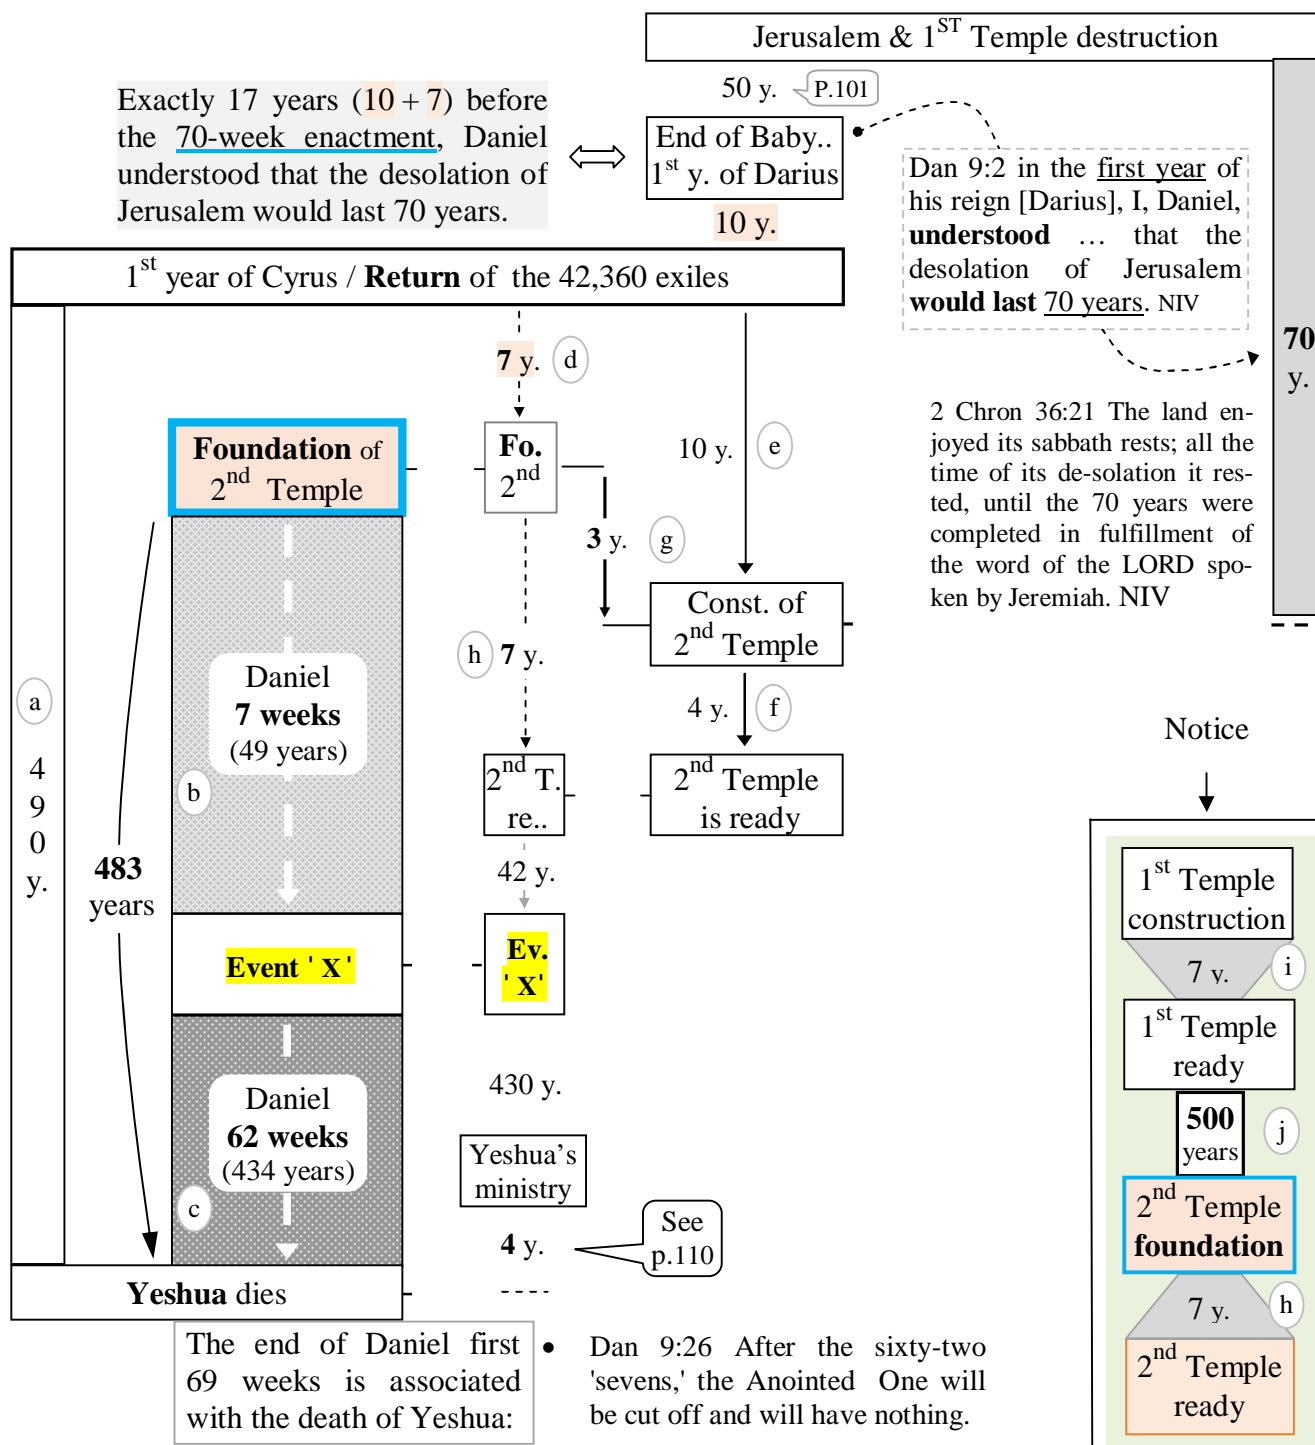 Jerusalem & 1ST Temple destruction
50 y.
P.101
Exactly 17 years (10 + 7) before
the 70-week enactment, Daniel
understood that the desolation of
Jerusalem would last 70 years.
End of Baby..
1st y. of Darius
10 y.
Dan 9:2 in the first year of
his reign [Darius], I, Daniel,
understood … that the
desolation of Jerusalem
would last 70 years. NIV
1st year of Cyrus / Return of the 42,360 exiles
70
y.
7 y.
d
2 Chron 36:21 The land en-
joyed its sabbath rests; all the
time of its de-solation it res-
ted, until the 70 years were
completed in fulfillment of
the word of the LORD spo-
ken by Jeremiah. NIV
Foundation of
2nd Temple
Fo.
2nd
10 y.
e
3 y.
g
Const. of
2nd Temple
h
7 y.
a
4
9
0
y.
Daniel
7 weeks
(49 years)
b
4 y.
f
2nd T.
re..
2nd Temple
is ready
483
years
42 y.
Event ' X'
Ev.
' X'
430 y.
Daniel
62 weeks
(434 years)
c
Yeshua’s
ministry
4 y.
See
p.110
Yeshua dies
The end of Daniel first
69 weeks is associated
with the death of Yeshua:
• Dan 9:26 After the sixty-two
'sevens,' the Anointed One will
be cut off and will have nothing.
Notice
1st Temple
construction
7 y.
i
1st Temple
ready
500
years
j
2nd Temple
foundation
7 y.
h
2nd Temple
ready